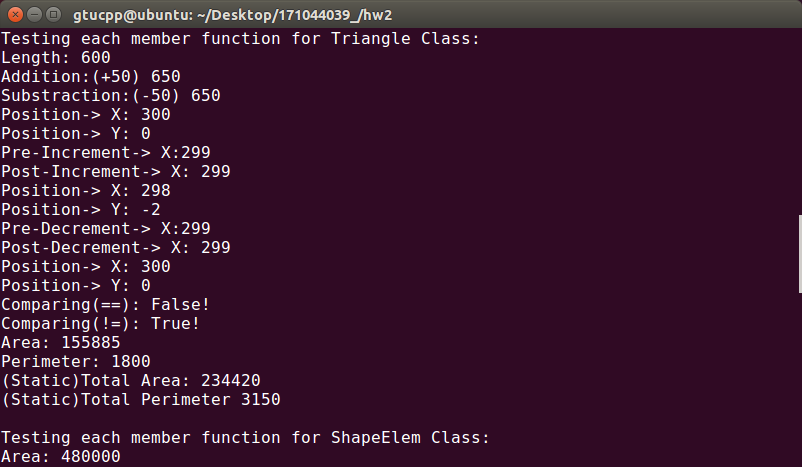 gtucpp@ubuntu: ~/Desktop/171044039_/hw2
Testing each member function for Triangle Class:
Length: 600
Addition:(+50) 650
Substraction:(-50) 650
Position-> X: 300
Position-> Y: 0
Pre-Increment-> X:299
Post-Increment-> X: 299
Position-> X: 298
Position-> Y: -2
Pre-Decrement-> X:299
Post-Decrement-> X: 299
Position-> X: 300
Position-> Y: 0
Comparing(==): False!
Comparing(!=): True!
Area: 155885
Perimeter: 1800
(Static)Total Area: 234420
(Static)Total Perimeter 3150
Testing each member function for ShapeElem Class:
Area: 480000